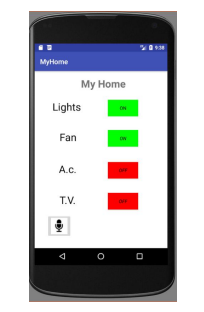 9:38
MyHome
My Home
Lights ON
Fan ON
A.c. OFF
T.V. OFF